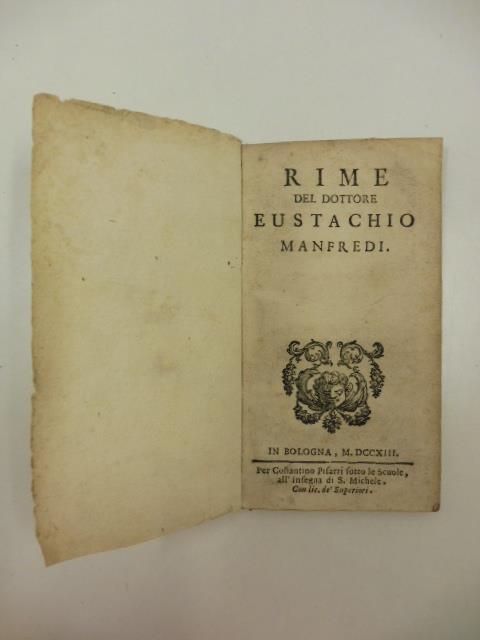 RIME
DEL DOTTORE
EUSTACHIO
MANFREDI.
IN BOLOGNA, M. DCCXIII.
Per Coſtantino Piſarri ſotto le Scuole,
all' Inſegna di S. Michele.
Con lic. de' Superiori.